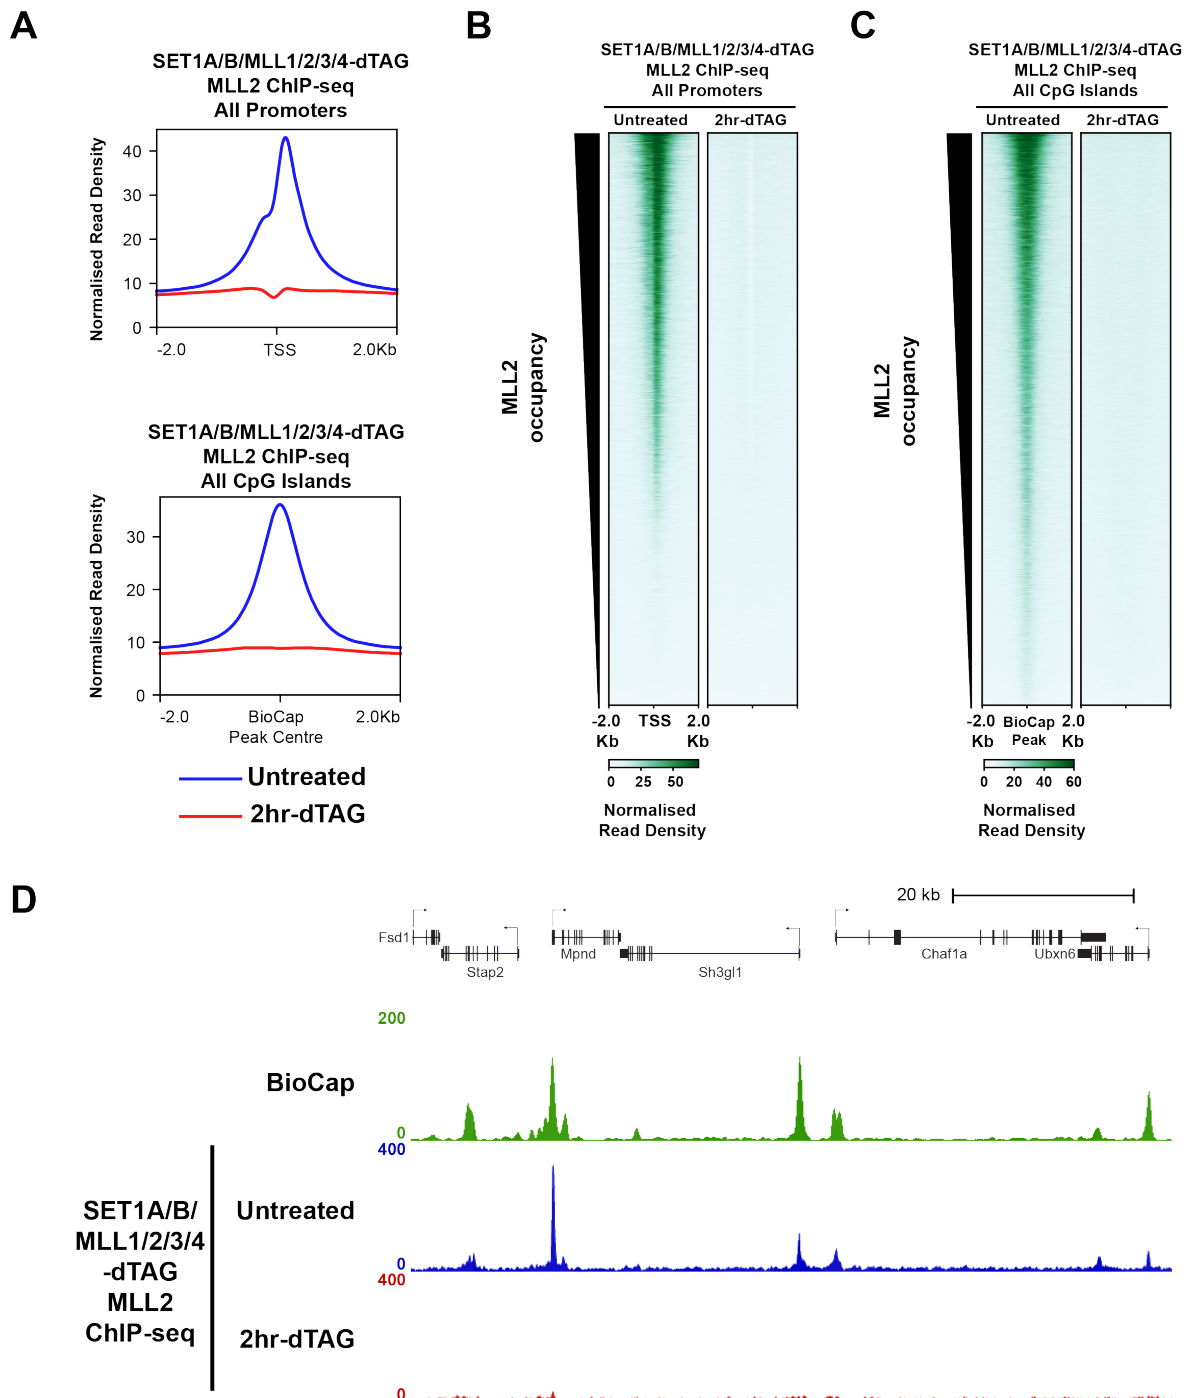 A
SET1A/B/MLL1/2/3/4-dTAG
MLL2 ChIP-seq
All Promoters
Normalised Read Density
40
30
20
10
0
-2.0
TSS
2.0Kb
SET1A/B/MLL1/2/3/4-dTAG
MLL2 ChIP-seq
All CpG Islands
Normalised Read Density
30
20
10
0
-2.0
BioCap
Peak Centre
2.0Kb
Untreated
2hr-dTAG
B
SET1A/B/MLL1/2/3/4-dTAG
MLL2 ChIP-seq
All Promoters
Untreated
2hr-dTAG
MLL2
occupancy
-2.0
Kb
TSS
2.0
Kb
0
25
50
Normalised
Read Density
C
SET1A/B/MLL1/2/3/4-dTAG
MLL2 ChIP-seq
All CpG Islands
Untreated
2hr-dTAG
MLL2
occupancy
-2.0
Kb
BioCap
Peak
2.0
Kb
0
20
40
60
Normalised
Read Density
D
20 kb
Fsd1
Stap2
Mpnd
Sh3gl1
Chaf1a
Ubxn6
200
BioCap
0
400
SET1A/B/
MLL1/2/3/4
-dTAG
MLL2
ChIP-seq
Untreated
0
400
2hr-dTAG
0